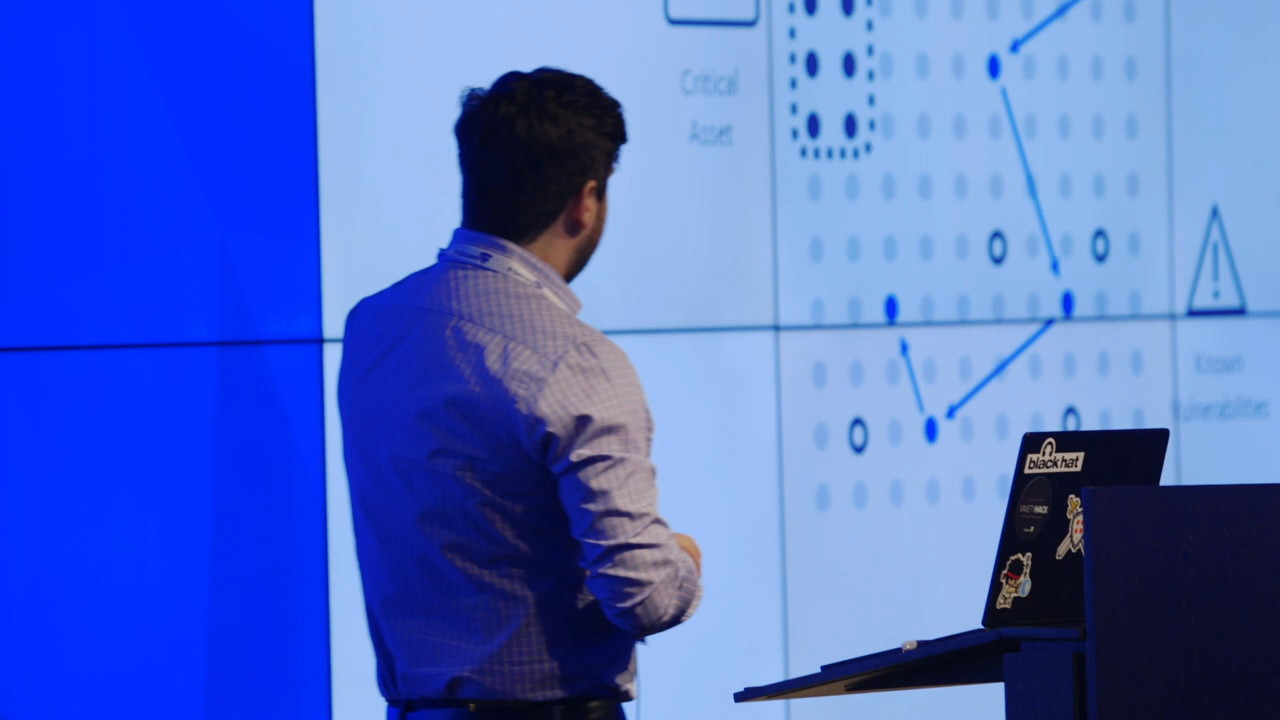 Critical
Asset
Known
Vulnerabilities
black hat